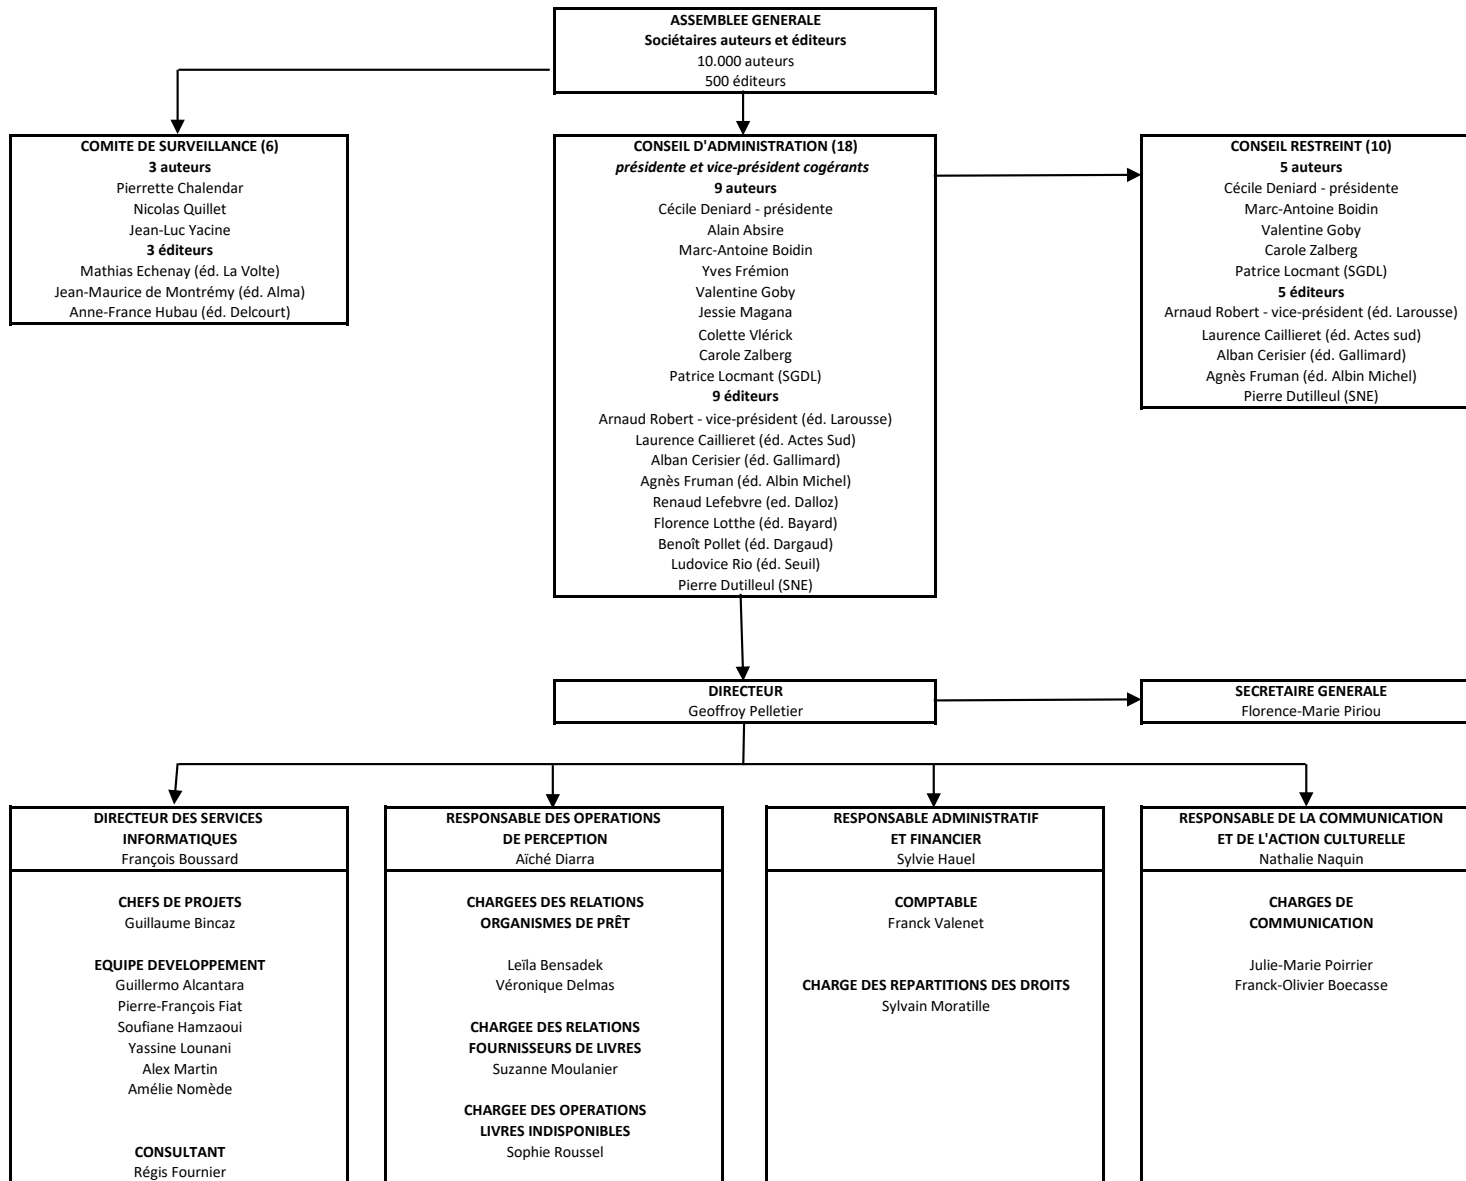 ASSEMBLEE GENERALE
Sociétaires auteurs et éditeurs
10.000 auteurs
500 éditeurs
COMITE DE SURVEILLANCE (6)
3 auteurs
Pierrette Chalendar
Nicolas Quillet
Jean-Luc Yacine
3 éditeurs
Mathias Echenay (éd. La Volte)
Jean-Maurice de Montrémy (éd. Alma)
Anne-France Hubau (éd. Delcourt)
CONSEIL D'ADMINISTRATION (18)
présidente et vice-président cogérants
9 auteurs
Cécile Deniard - présidente
Alain Absire
Marc-Antoine Boidin
Yves Frémion
Valentine Goby
Jessie Magana
Colette Vlérick
Carole Zalberg
Patrice Locmant (SGDL)
9 éditeurs
Arnaud Robert - vice-président (éd. Larousse)
Laurence Caillieret (éd. Actes Sud)
Alban Cerisier (éd. Gallimard)
Agnès Fruman (éd. Albin Michel)
Renaud Lefebvre (ed. Dalloz)
Florence Lotthe (éd. Bayard)
Benoît Pollet (éd. Dargaud)
Ludovice Rio (éd. Seuil)
Pierre Dutilleul (SNE)
CONSEIL RESTREINT (10)
5 auteurs
Cécile Deniard - présidente
Marc-Antoine Boidin
Valentine Goby
Carole Zalberg
Patrice Locmant (SGDL)
5 éditeurs
Arnaud Robert - vice-président (éd. Larousse)
Laurence Caillieret (éd. Actes sud)
Alban Cerisier (éd. Gallimard)
Agnès Fruman (éd. Albin Michel)
Pierre Dutilleul (SNE)
DIRECTEUR
Geoffroy Pelletier
SECRETAIRE GENERALE
Florence-Marie Piriou
DIRECTEUR DES SERVICES
INFORMATIQUES
François Boussard
CHEFS DE PROJETS
Guillaume Bincaz
EQUIPE DEVELOPPEMENT
Guillermo Alcantara
Pierre-François Fiat
Soufiane Hamzaoui
Yassine Lounani
Alex Martin
Amélie Nomède
CONSULTANT
Régis Fournier
RESPONSABLE DES OPERATIONS
DE PERCEPTION
Aïché Diarra
CHARGEES DES RELATIONS
ORGANISMES DE PRÊT
Leïla Bensadek
Véronique Delmas
CHARGEE DES RELATIONS
FOURNISSEURS DE LIVRES
Suzanne Moulanier
CHARGEE DES OPERATIONS
LIVRES INDISPONIBLES
Sophie Roussel
RESPONSABLE ADMINISTRATIF
ET FINANCIER
Sylvie Hauel
COMPTABLE
Franck Valenet
CHARGE DES REPARTITIONS DES DROITS
Sylvain Moratille
RESPONSABLE DE LA COMMUNICATION
ET DE L'ACTION CULTURELLE
Nathalie Naquin
CHARGES DE
COMMUNICATION
Julie-Marie Poirrier
Franck-Olivier Boecasse